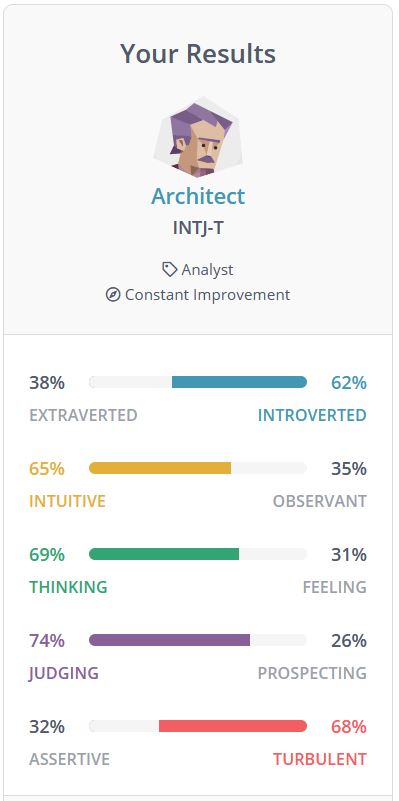 Your Results
Architect
INTJ-T
Analyst
Constant Improvement
38% 62%
EXTRAVERTED INTROVERTED
65% 35%
INTUITIVE OBSERVANT
69% 31%
THINKING FEELING
74% 26%
JUDGING PROSPECTING
32% 68%
ASSERTIVE TURBULENT